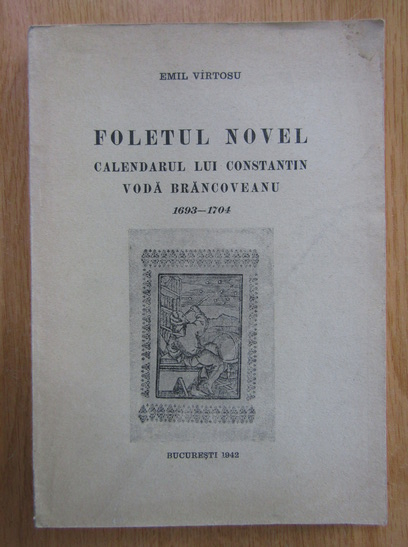 EMIL VÎRTOSU
FOLETUL NOVEL
CALENDARUL LUI CONSTANTIN
VODĂ BRÂNCOVEANU
1693—1704
BUCUREȘTI 1942